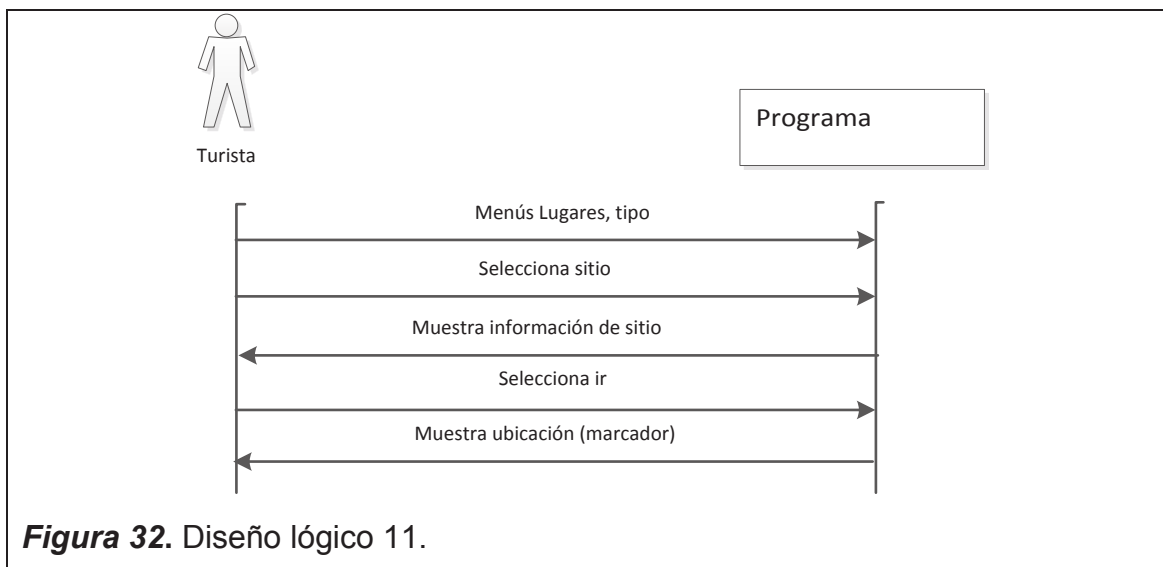 Turista
Programa
Menús Lugares, tipo
Selecciona sitio
Muestra información de sitio
Selecciona ir
Muestra ubicación (marcador)
Figura 32. Diseño lógico 11.